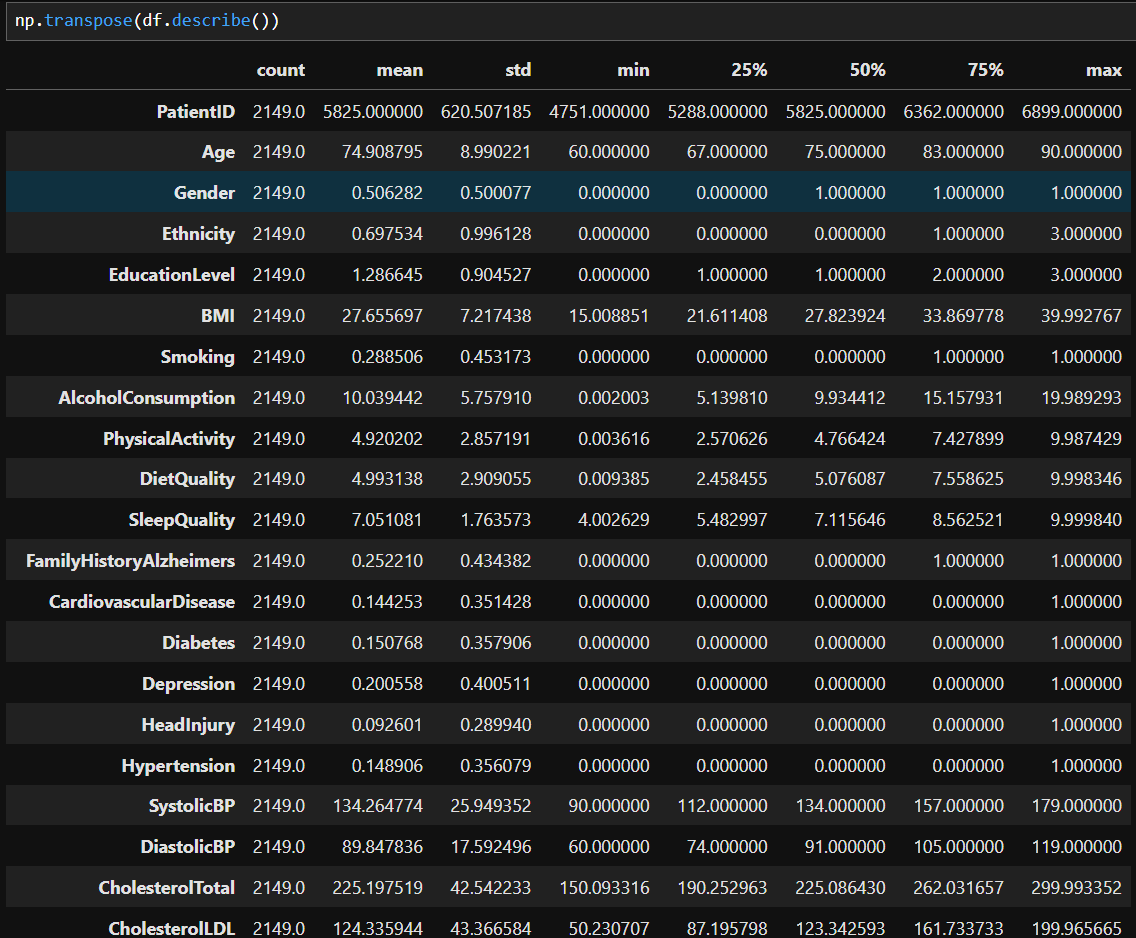 np.transpose(df.describe())
count mean std min 25% 50% 75% max
PatientID 2149.0 5825.000000 620.507185 4751.000000 5288.000000 5825.000000 6362.000000 6899.000000
Age 2149.0 74.908795 8.990221 60.000000 67.000000 75.000000 83.000000 90.000000
Gender 2149.0 0.506282 0.500077 0.000000 0.000000 1.000000 1.000000 1.000000
Ethnicity 2149.0 0.697534 0.996128 0.000000 0.000000 0.000000 1.000000 3.000000
EducationLevel 2149.0 1.286645 0.904527 0.000000 1.000000 1.000000 2.000000 3.000000
BMI 2149.0 27.655697 7.217438 15.008851 21.611408 27.823924 33.869778 39.992767
Smoking 2149.0 0.288506 0.453173 0.000000 0.000000 0.000000 1.000000 1.000000
AlcoholConsumption 2149.0 10.039442 5.757910 0.002003 5.139810 9.934412 15.157931 19.989293
PhysicalActivity 2149.0 4.920202 2.857191 0.003616 2.570626 4.766424 7.427899 9.987429
DietQuality 2149.0 4.993138 2.909055 0.009385 2.458455 5.076087 7.558625 9.998346
SleepQuality 2149.0 7.051081 1.763573 4.002629 5.482997 7.115646 8.562521 9.999840
FamilyHistoryAlzheimers 2149.0 0.252210 0.434382 0.000000 0.000000 0.000000 1.000000 1.000000
CardiovascularDisease 2149.0 0.144253 0.351428 0.000000 0.000000 0.000000 0.000000 1.000000
Diabetes 2149.0 0.150768 0.357906 0.000000 0.000000 0.000000 0.000000 1.000000
Depression 2149.0 0.200558 0.400511 0.000000 0.000000 0.000000 0.000000 1.000000
HeadInjury 2149.0 0.092601 0.289940 0.000000 0.000000 0.000000 0.000000 1.000000
Hypertension 2149.0 0.148906 0.356079 0.000000 0.000000 0.000000 0.000000 1.000000
SystolicBP 2149.0 134.264774 25.949352 90.000000 112.000000 134.000000 157.000000 179.000000
DiastolicBP 2149.0 89.847836 17.592496 60.000000 74.000000 91.000000 105.000000 119.000000
CholesterolTotal 2149.0 225.197519 42.542233 150.093316 190.252963 225.086430 262.031657 299.993352
CholesterolLDL 2149.0 124.335944 43.366584 50.230707 87.195798 123.342593 161.733733 199.965665